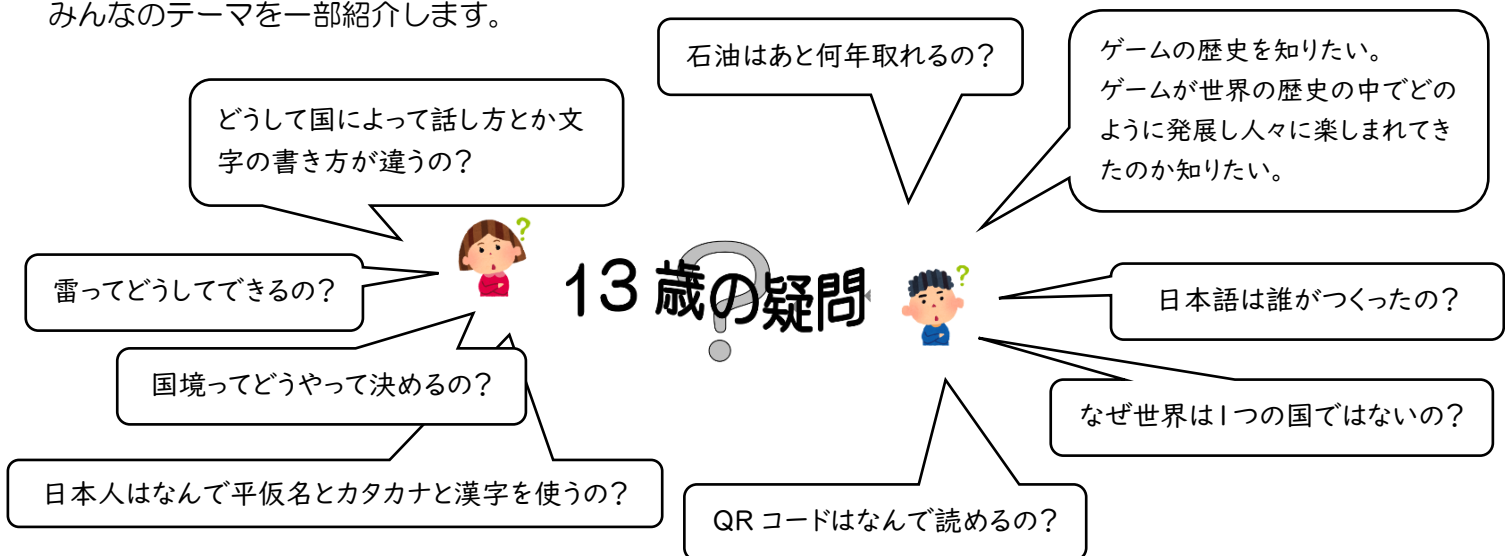 みんなのテーマを一部紹介します。
石油はあと何年取れるの？
ゲームの歴史を知りたい。
ゲームが世界の歴史の中でどの
ように発展し人々に楽しまれてき
たのか知りたい。
どうして国によって話し方とか文
字の書き方が違うの？
雷ってどうしてできるの？
?
13歳の疑問
?
?
日本語は誰がつくったの？
国境ってどうやって決めるの？
なぜ世界は1つの国ではないの？
日本人はなんで平仮名とカタカナと漢字を使うの？
QRコードはなんで読めるの？